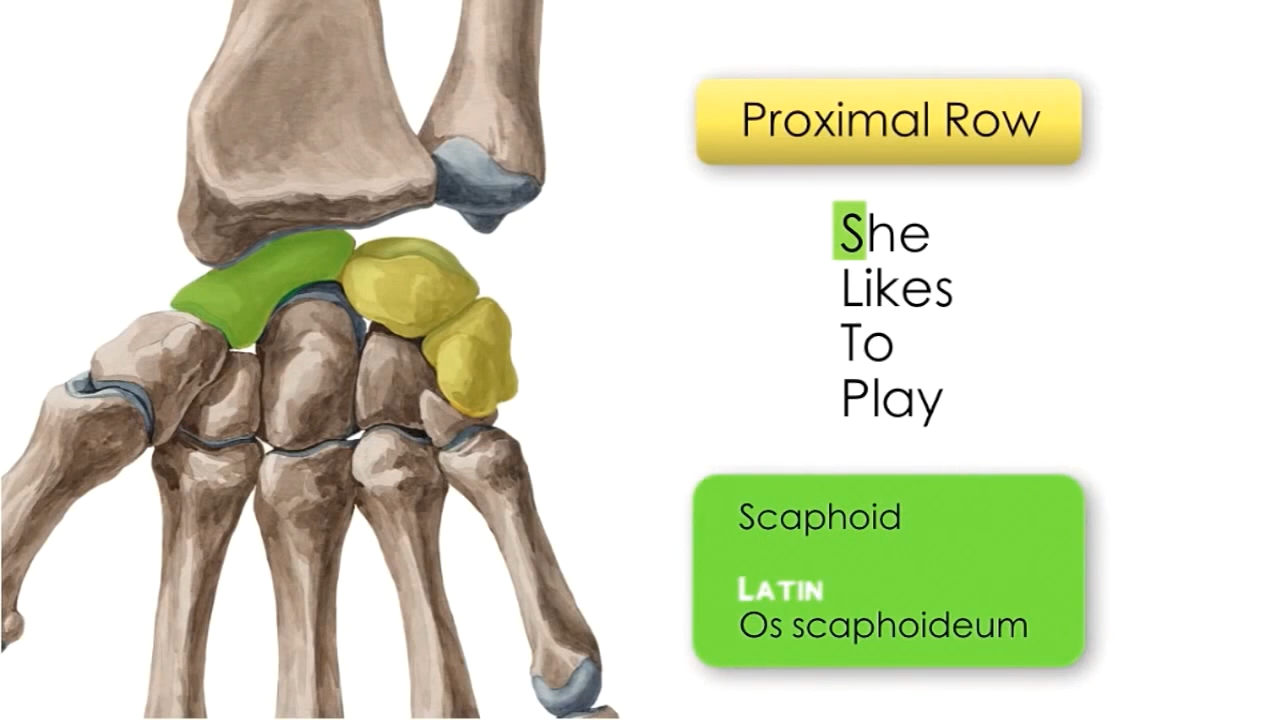 Proximal Row
She
Likes
To
Play
Scaphoid
LATIN
Os scaphoideum